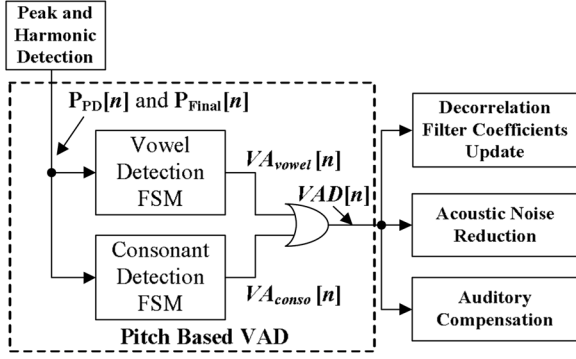 Peak and
Harmonic
Detection
P_PD[n] and P_Final[n]
Vowel
Detection
FSM
VA_vowel [n]
VAD[n]
Consonant
Detection
FSM
VA_conso [n]
Pitch Based VAD
Decorrelation
Filter Coefficients
Update
Acoustic Noise
Reduction
Auditory
Compensation